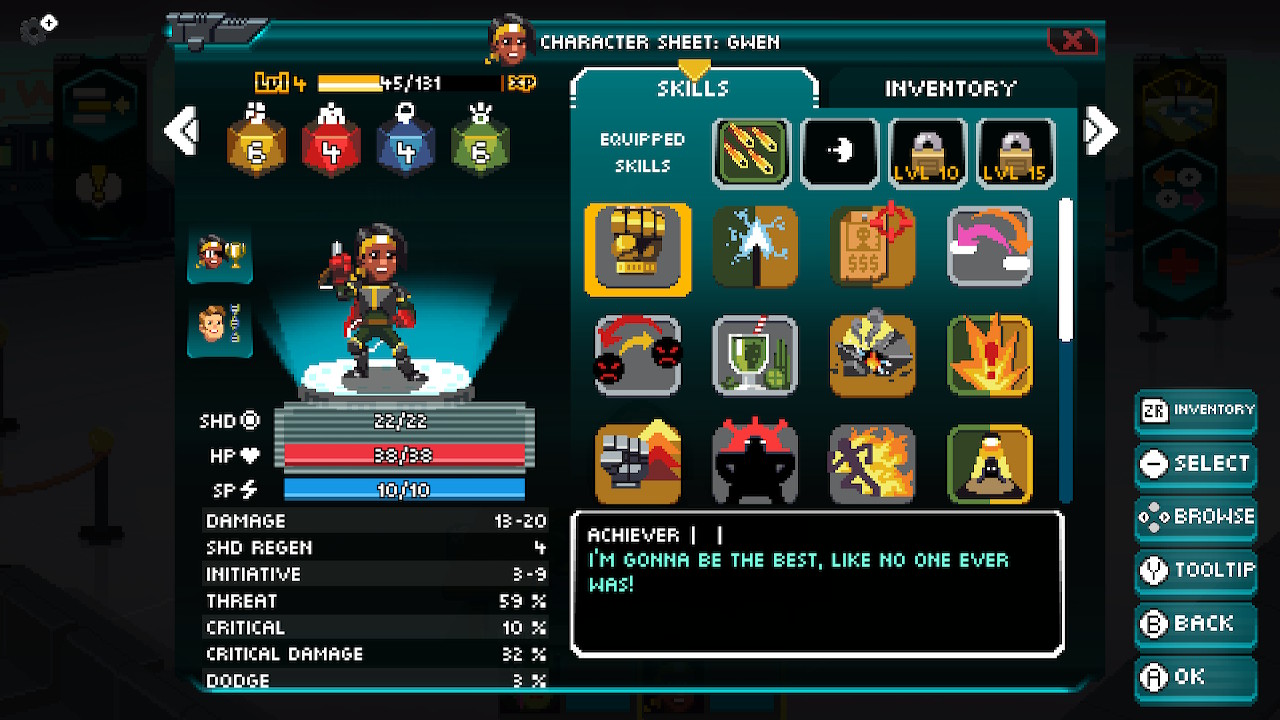 CHARACTER SHEET: GWEN
Lvl 4 45/131 XP
6 4 4 6
SKILLS
INVENTORY
EQUIPPED
SKILLS
LVL 10
LVL 15
$$$
SHD 22/22
HP 38/38
SP 10/10
DAMAGE 13-20
SHD REGEN 4
INITIATIVE 3-9
THREAT 59 %
CRITICAL 10 %
CRITICAL DAMAGE 32 %
DODGE 3 %
ACHIEVER | |
I'M GONNA BE THE BEST, LIKE NO ONE EVER
WAS!
ZR INVENTORY
SELECT
BROWSE
Y TOOLTIP
B BACK
A OK